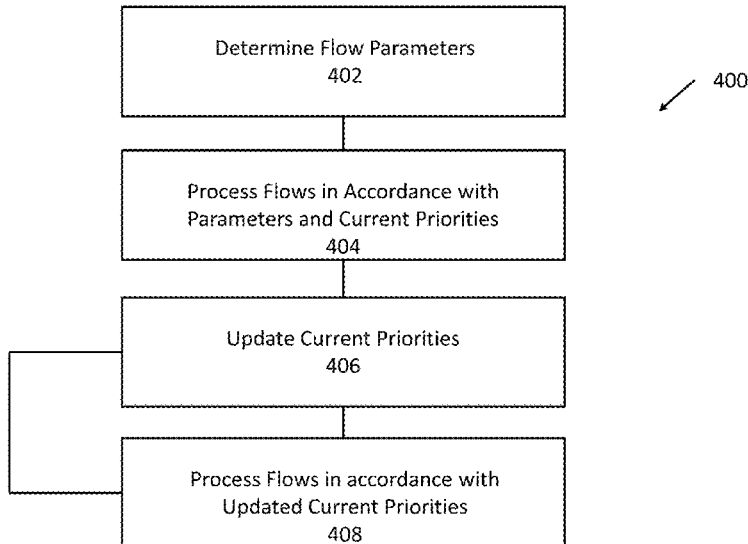 Determine Flow Parameters
402
400
Process Flows in Accordance with
Parameters and Current Priorities
404
Update Current Priorities
406
Process Flows in accordance with
Updated Current Priorities
408